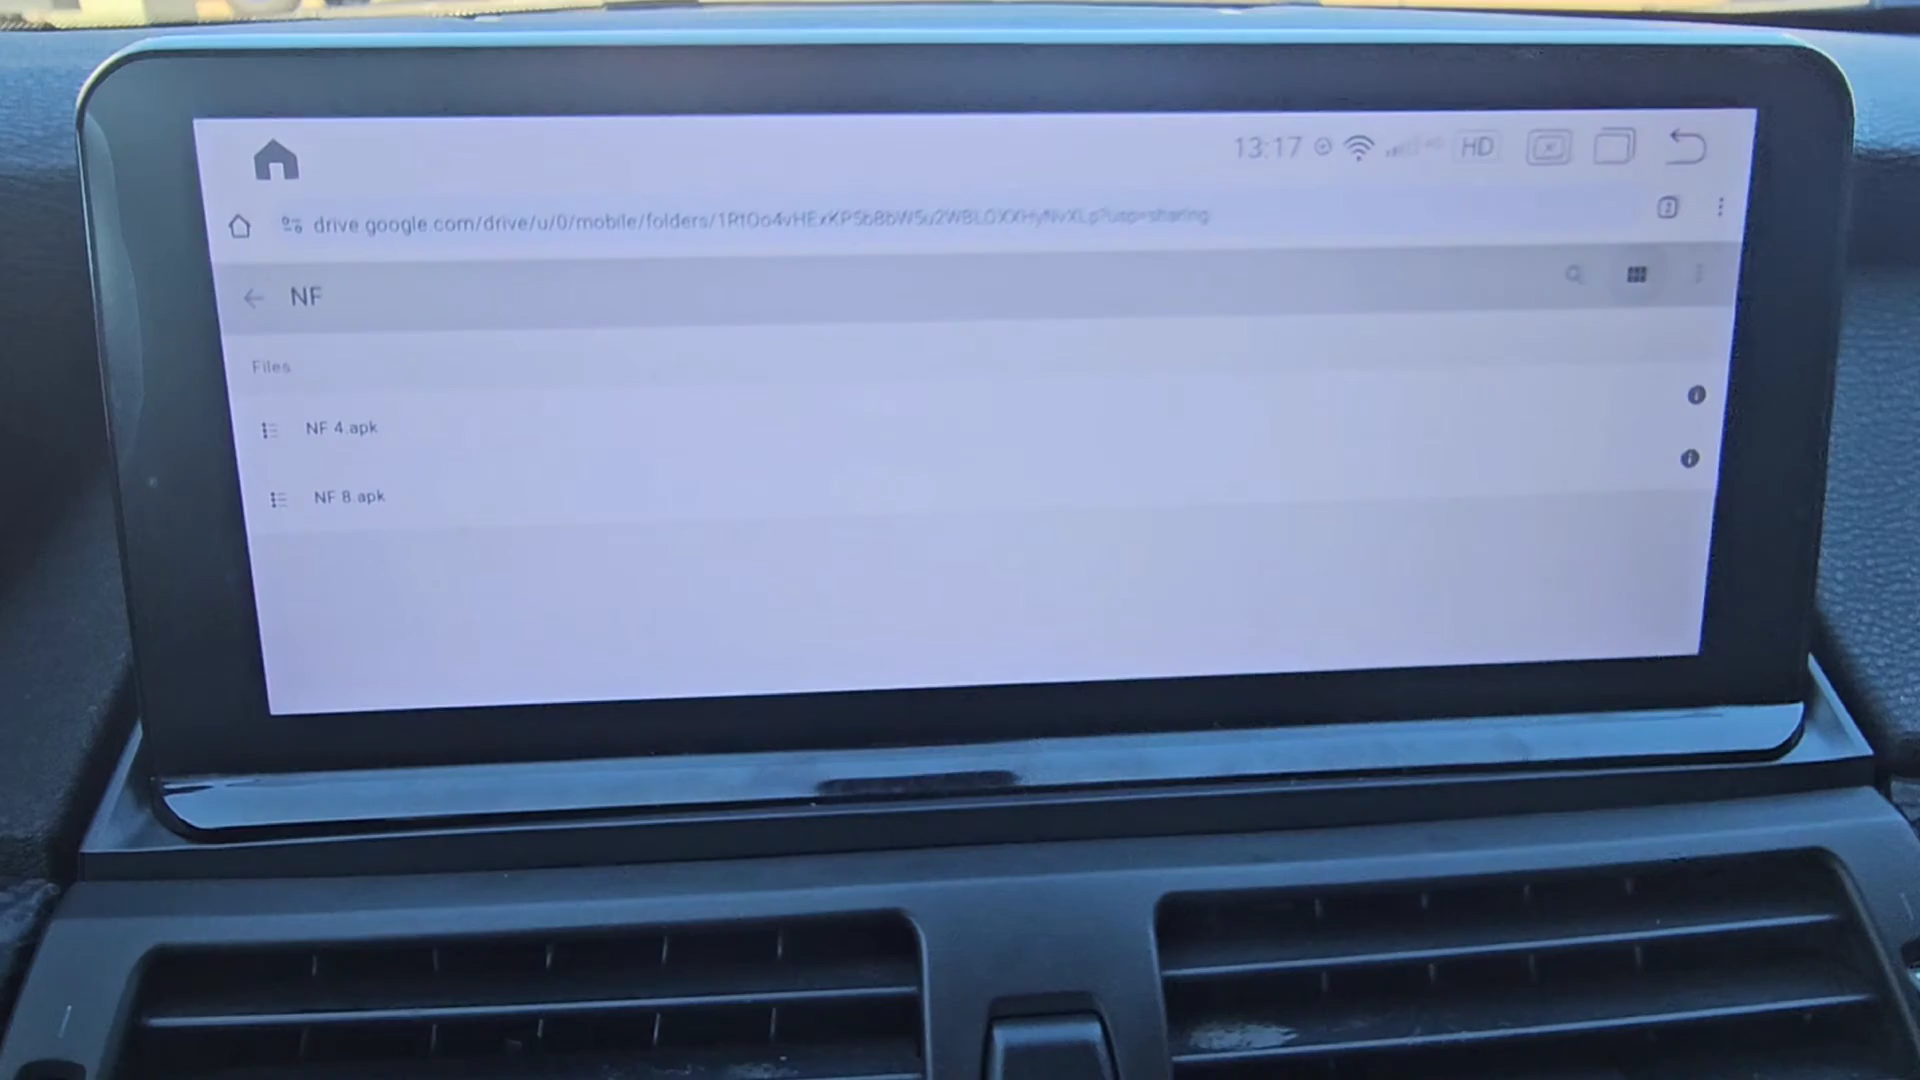 13:17 HD
drive.google.com/drive/u/0/mobile/folders/
NF
Files
NF 4.apk
NF 8.apk